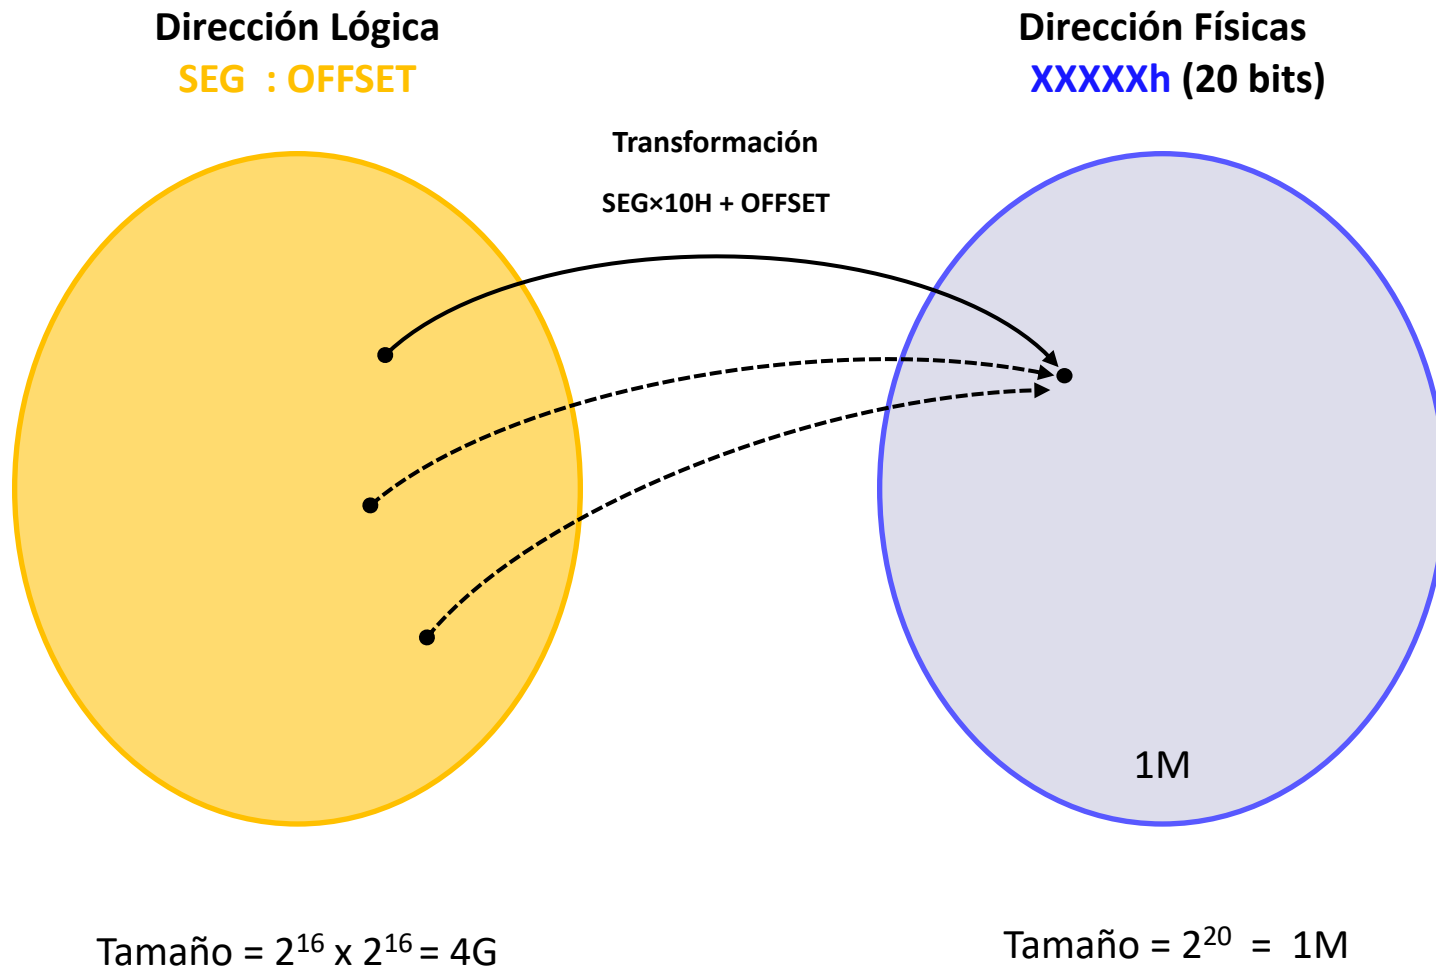 Dirección Lógica
SEG : OFFSET
Dirección Físicas
XXXXXh (20 bits)
Transformación
SEG×10H + OFFSET
1M
Tamaño = 2¹⁶ x 2¹⁶ = 4G
Tamaño = 2²⁰ = 1M